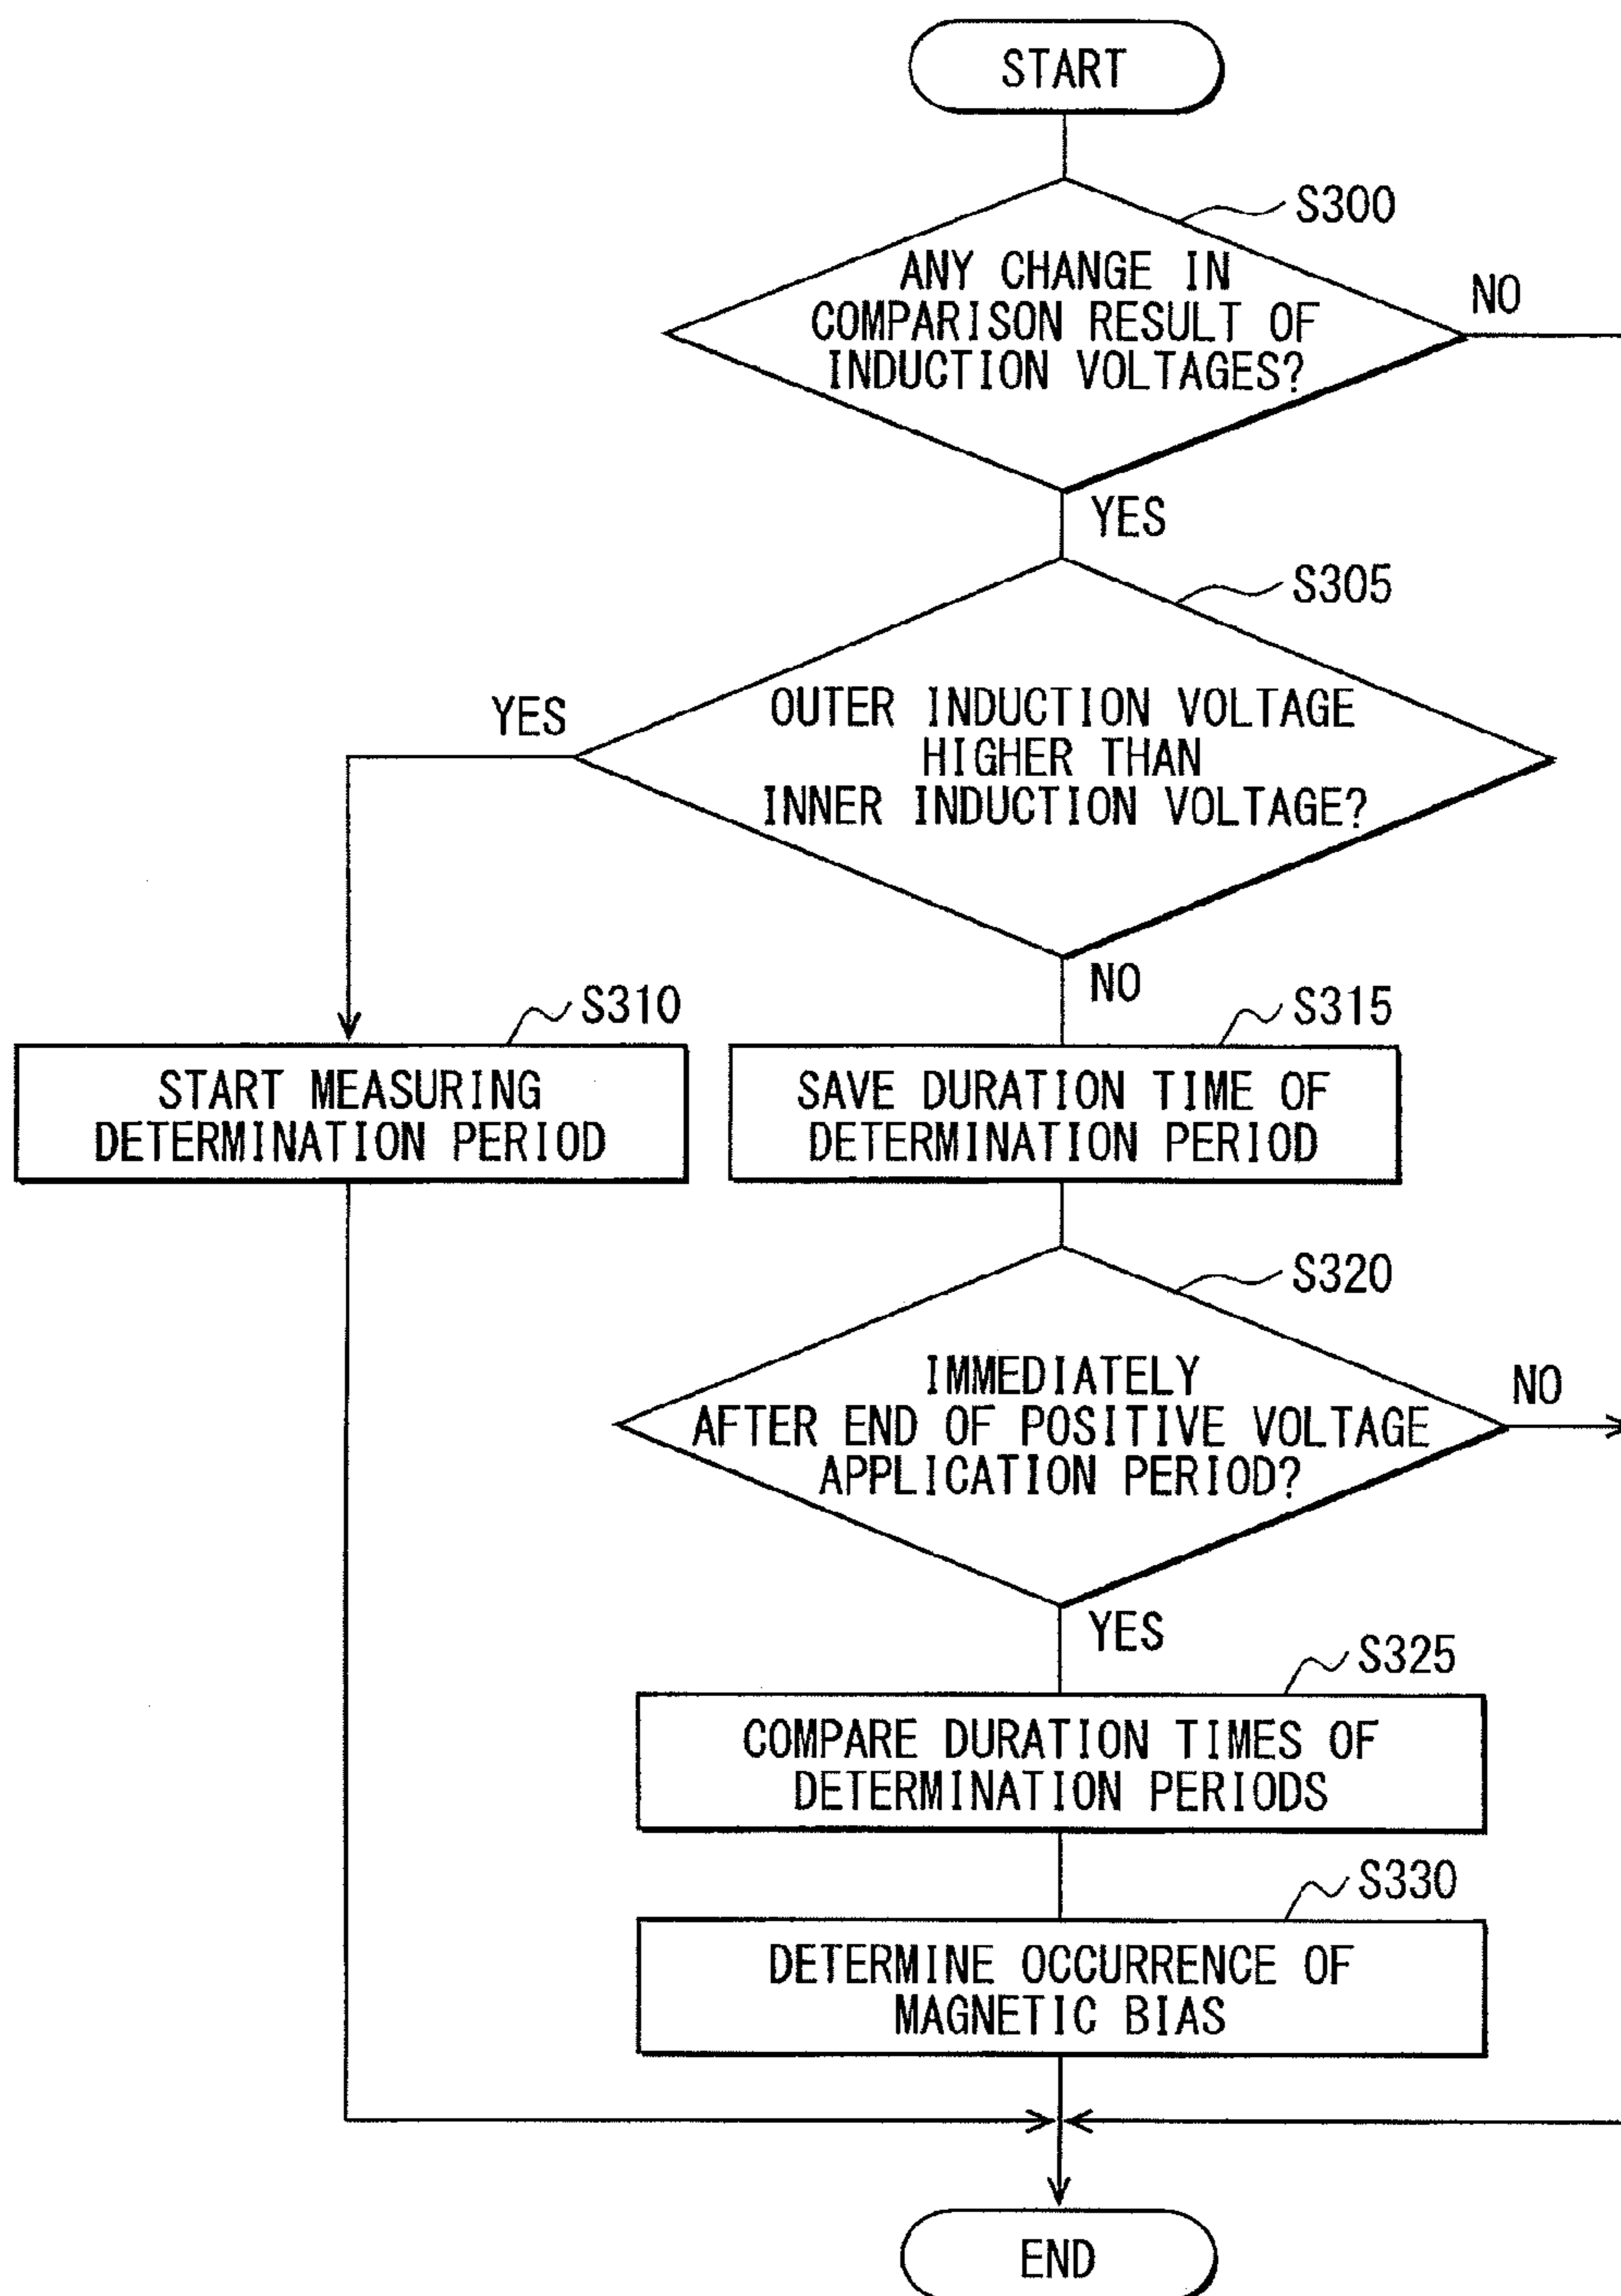 START
S300
ANY CHANGE IN
COMPARISON RESULT OF
INDUCTION VOLTAGES?
NO
YES
S305
OUTER INDUCTION VOLTAGE
HIGHER THAN
INNER INDUCTION VOLTAGE?
YES
NO
S310
START MEASURING
DETERMINATION PERIOD
S315
SAVE DURATION TIME OF
DETERMINATION PERIOD
S320
IMMEDIATELY
AFTER END OF POSITIVE VOLTAGE
APPLICATION PERIOD?
NO
YES
S325
COMPARE DURATION TIMES OF
DETERMINATION PERIODS
S330
DETERMINE OCCURRENCE OF
MAGNETIC BIAS
END